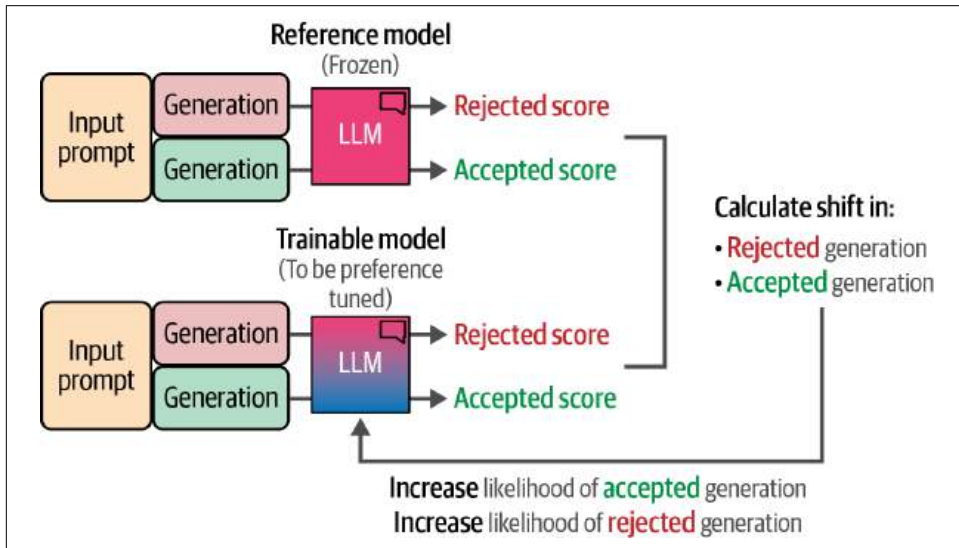 Reference model
(Frozen)
Input
prompt
Generation
Generation
LLM
Rejected score
Accepted score
Trainable model
(To be preference
tuned)
Input
prompt
Generation
Generation
LLM
Rejected score
Accepted score
Calculate shift in:
• Rejected generation
• Accepted generation
Increase likelihood of accepted generation
Increase likelihood of rejected generation